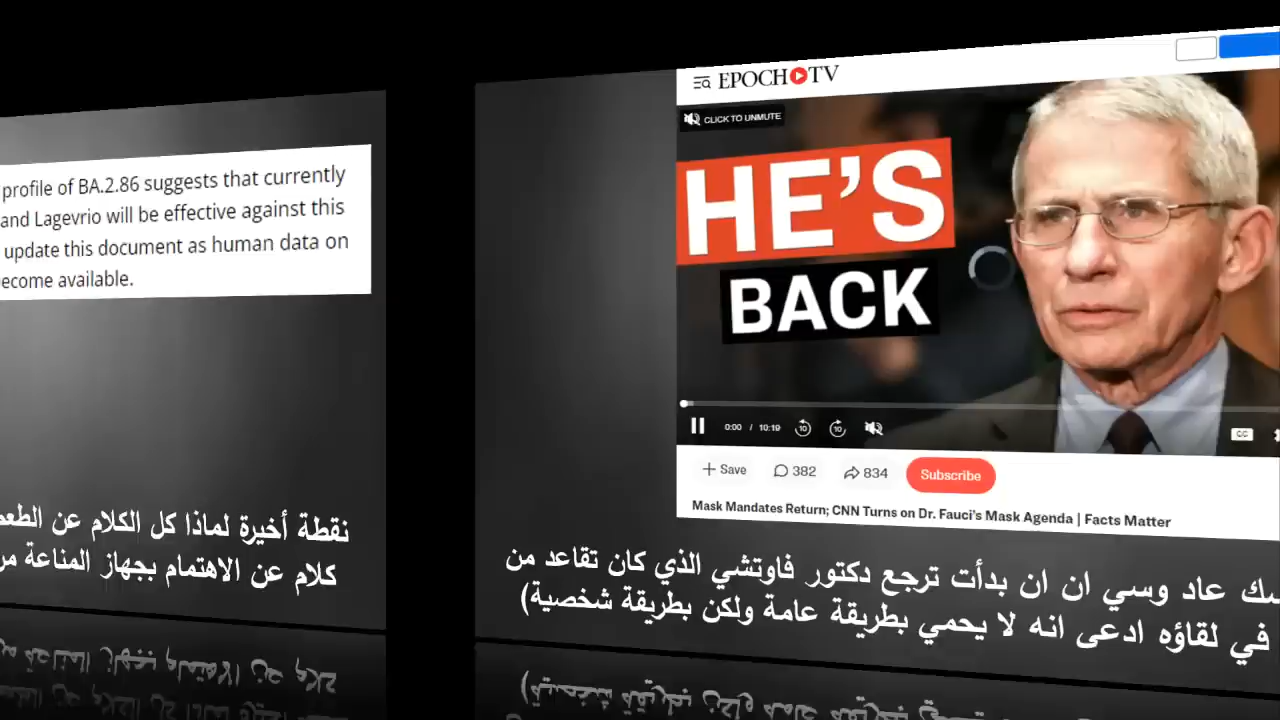 profile of BA.2.86 suggests that currently
and Lagevrio will be effective against this
update this document as human data on
become available.
نقطة أخيرة لماذا كل الكلام عن
كلام عن الاهتمام بجهاز المناعة
EPOCH TV
CLICK TO UNMUTE
HE'S
BACK
0:00 / 10:19
10
10
CC
Save
382
834
Subscribe
Mask Mandates Return; CNN Turns on Dr. Fauci's Mask Agenda | Facts Matter
عاد وسي ان ان بدأت ترجع دكتور فاوتشي الذي كان تقاعد من
في لقاؤه ادعى انه لا يحمي بطريقة عامة ولكن بطريقة شخصية)